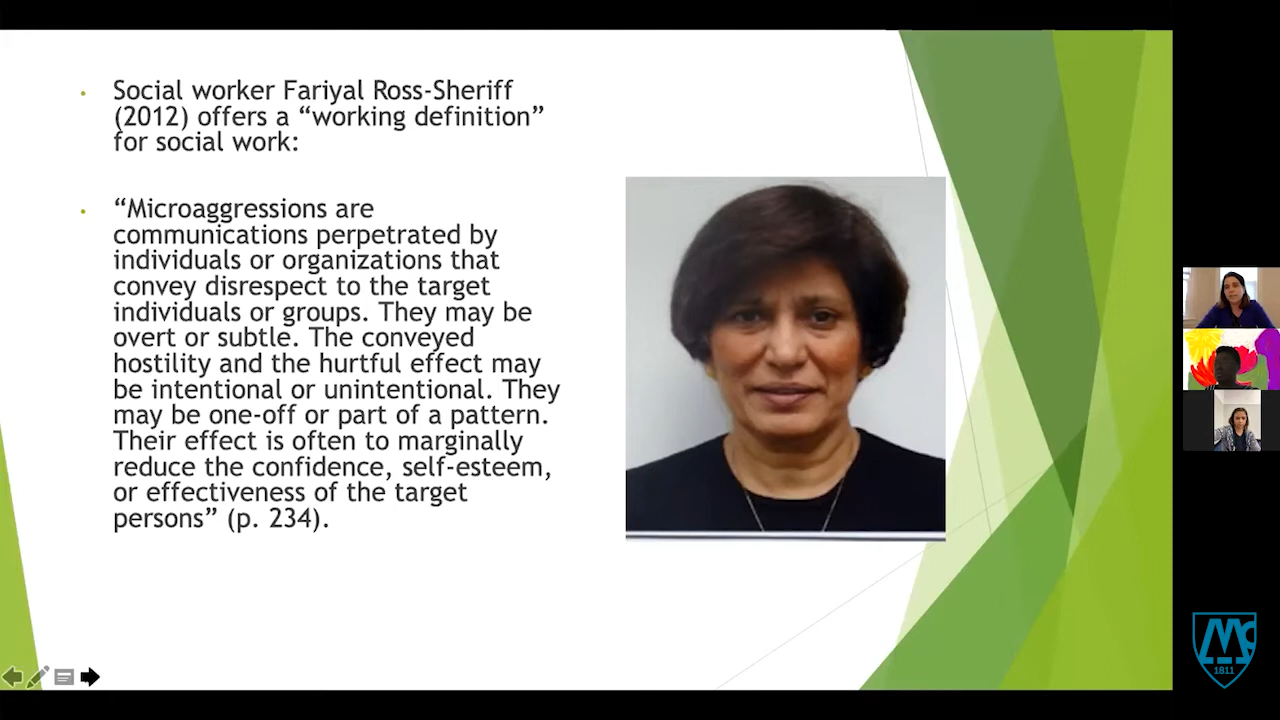 Social worker Fariyal Ross-Sheriff
(2012) offers a “working definition”
for social work:
“Microaggressions are
communications perpetrated by
individuals or organizations that
convey disrespect to the target
individuals or groups. They may be
overt or subtle. The conveyed
hostility and the hurtful effect may
be intentional or unintentional. They
may be one-off or part of a pattern.
Their effect is often to marginally
reduce the confidence, self-esteem,
or effectiveness of the target
persons” (p. 234).
Mc
1811